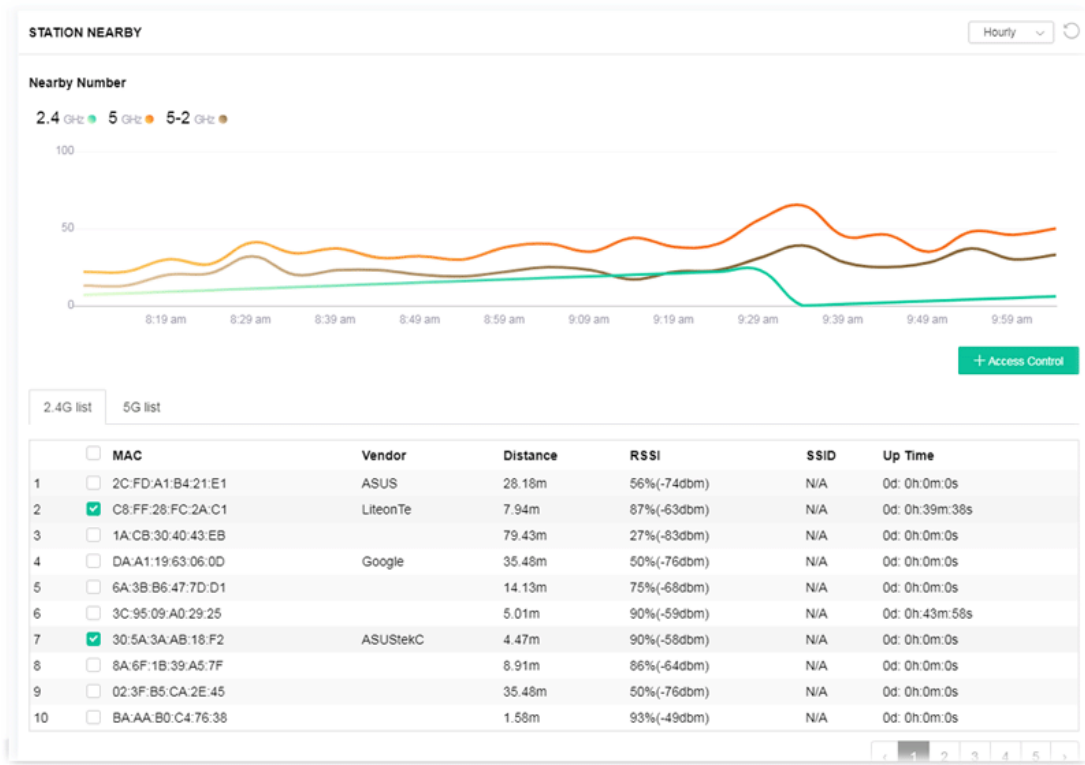 STATION NEARBY Hourly
Nearby Number
2.4 GHz 5 GHz 5-2 GHz
100
50
0
8:19 am 8:29 am 8:39 am 8:49 am 8:59 am 9:09 am 9:19 am 9:29 am 9:39 am 9:49 am 9:59 am
+ Access Control
2.4G list 5G list
MAC Vendor Distance RSSI SSID Up Time
1 2C:FD:A1:B4:21:E1 ASUS 28.18m 56%(-74dbm) N/A 0d: 0h:0m:0s
2 C8:FF:28:FC:2A:C1 LiteonTe 7.94m 87%(-63dbm) N/A 0d: 0h:39m:38s
3 1A:CB:30:40:43:EB 79.43m 27%(-83dbm) N/A 0d: 0h:0m:0s
4 DA:A1:19:63:06:0D Google 35.48m 50%(-76dbm) N/A 0d: 0h:0m:0s
5 6A:3B:B6:47:7D:D1 14.13m 75%(-68dbm) N/A 0d: 0h:0m:0s
6 3C:95:09:A0:29:25 5.01m 90%(-59dbm) N/A 0d: 0h:43m:58s
7 30:5A:3A:AB:18:F2 ASUStekC 4.47m 90%(-58dbm) N/A 0d: 0h:0m:0s
8 8A:6F:1B:39:A5:7F 8.91m 86%(-64dbm) N/A 0d: 0h:0m:0s
9 02:3F:B5:CA:2E:45 35.48m 50%(-76dbm) N/A 0d: 0h:0m:0s
10 BA:AA:B0:C4:76:38 1.58m 93%(-49dbm) N/A 0d: 0h:0m:0s
‹ 1 2 3 4 5 ›